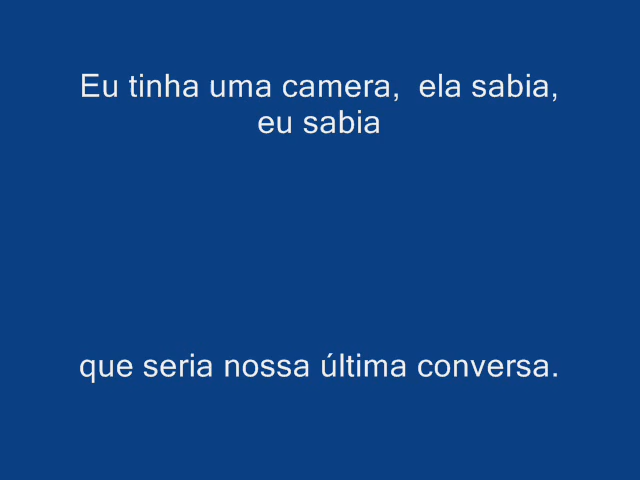 Eu tinha uma camera,  ela sabia,
eu sabia
que seria nossa última conversa.